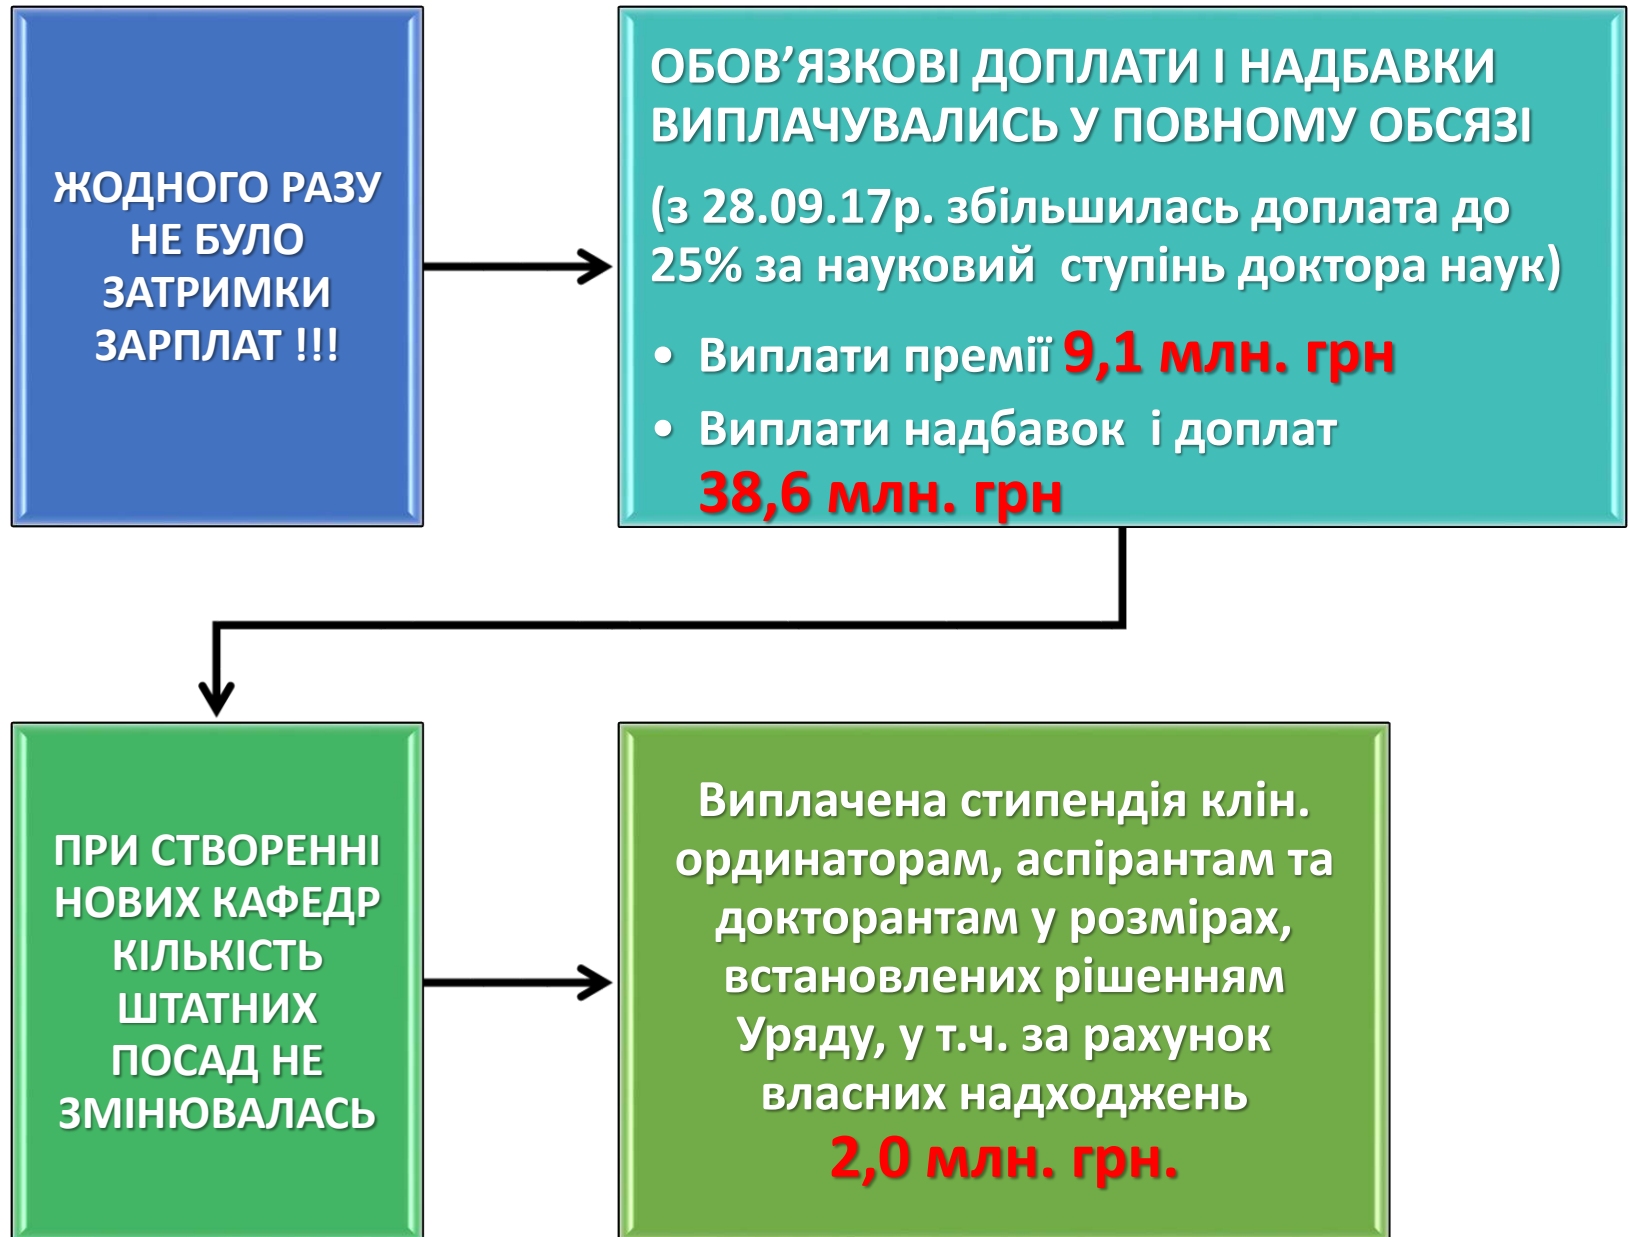 ЖОДНОГО РАЗУ
НЕ БУЛО
ЗАТРИМКИ
ЗАРПЛАТ !!!
ОБОВ’ЯЗКОВІ ДОПЛАТИ І НАДБАВКИ
ВИПЛАЧУВАЛИСЬ У ПОВНОМУ ОБСЯЗІ
(з 28.09.17р. збільшилась доплата до
25% за науковий  ступінь доктора наук)
• Виплати премії 9,1 млн. грн
• Виплати надбавок  і доплат
38,6 млн. грн
ПРИ СТВОРЕННІ
НОВИХ КАФЕДР
КІЛЬКІСТЬ
ШТАТНИХ
ПОСАД НЕ
ЗМІНЮВАЛАСЬ
Виплачена стипендія клін.
ординаторам, аспірантам та
докторантам у розмірах,
встановлених рішенням
Уряду, у т.ч. за рахунок
власних надходжень
2,0 млн. грн.